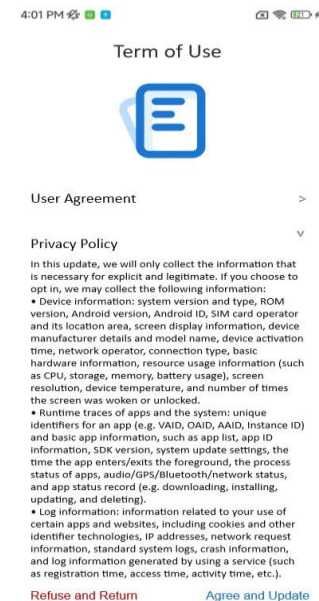 4:01 PM
Term of Use
User Agreement >
Privacy Policy
In this update, we will only collect the information that
is necessary for explicit and legitimate. If you choose to
opt in, we may collect the following information:
• Device information: system version and type, ROM
version, Android version, Android ID, SIM card operator
and its location area, screen display information, device
manufacturer details and model name, device activation
time, network operator, connection type, basic
hardware information, resource usage information (such
as CPU, storage, memory, battery usage), screen
resolution, device temperature, and number of times
the screen was woken or unlocked.
• Runtime traces of apps and the system: unique
identifiers for an app (e.g. VAID, OAID, AAID, Instance ID)
and basic app information, such as app list, app ID
information, SDK version, system update settings, the
time the app enters/exits the foreground, the process
status of apps, audio/GPS/Bluetooth/network status,
and app status record (e.g. downloading, installing,
updating, and deleting).
• Log information: information related to your use of
certain apps and websites, including cookies and other
identifier technologies, IP addresses, network request
information, standard system logs, crash information,
and log information generated by using a service (such
as registration time, access time, activity time, etc.).
Refuse and Return Agree and Update